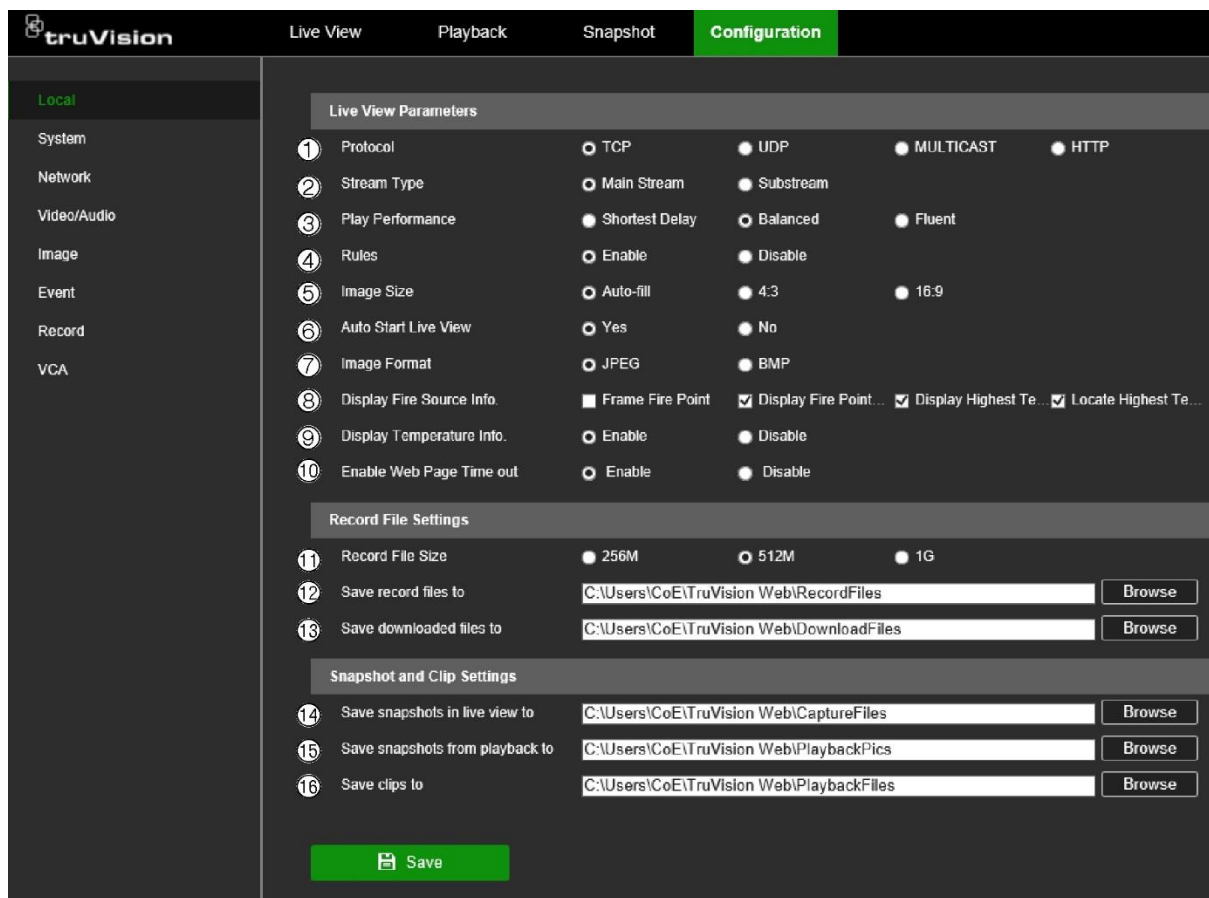 truVision Live View Playback Snapshot Configuration
Local
System
Network
Video/Audio
Image
Event
Record
VCA
Live View Parameters
1 Protocol TCP UDP MULTICAST HTTP
2 Stream Type Main Stream Substream
3 Play Performance Shortest Delay Balanced Fluent
4 Rules Enable Disable
5 Image Size Auto-fill 4:3 16:9
6 Auto Start Live View Yes No
7 Image Format JPEG BMP
8 Display Fire Source Info. Frame Fire Point Display Fire Point... Display Highest Te... Locate Highest Te...
9 Display Temperature Info. Enable Disable
10 Enable Web Page Time out Enable Disable
Record File Settings
11 Record File Size 256M 512M 1G
12 Save record files to C:\Users\CoE\TruVision Web\RecordFiles Browse
13 Save downloaded files to C:\Users\CoE\TruVision Web\DownloadFiles Browse
Snapshot and Clip Settings
14 Save snapshots in live view to C:\Users\CoE\TruVision Web\CaptureFiles Browse
15 Save snapshots from playback to C:\Users\CoE\TruVision Web\PlaybackPics Browse
16 Save clips to C:\Users\CoE\TruVision Web\PlaybackFiles Browse
Save